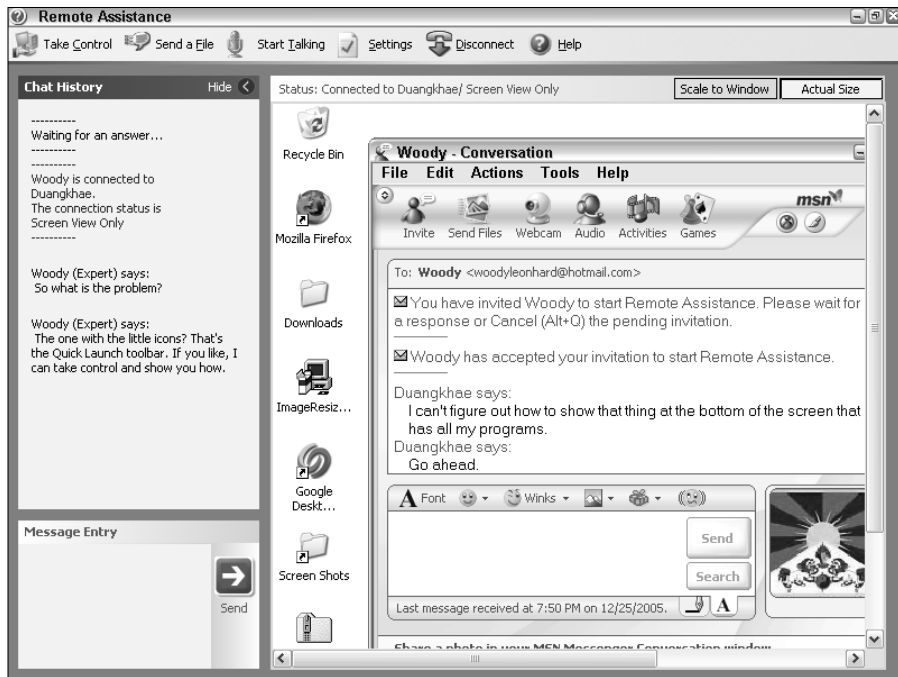 Remote Assistance
Take Control Send a File Start Talking Settings Disconnect Help
Chat History Hide
----------
Waiting for an answer...
----------
----------
Woody is connected to
Duangkhae.
The connection status is
Screen View Only
----------
Woody (Expert) says:
So what is the problem?
Woody (Expert) says:
The one with the little icons? That's
the Quick Launch toolbar. If you like, I
can take control and show you how.
Message Entry
Send
Status: Connected to Duangkhae/ Screen View Only
Scale to Window Actual Size
Recycle Bin
Mozilla Firefox
Downloads
ImageResiz...
Google
Deskt...
Screen Shots
Woody - Conversation
File Edit Actions Tools Help
Invite Send Files Webcam Audio Activities Games
msn
To: Woody <woodyleonhard@hotmail.com>
You have invited Woody to start Remote Assistance. Please wait for
a response or Cancel (Alt+Q) the pending invitation.
Woody has accepted your invitation to start Remote Assistance.
Duangkhae says:
I can't figure out how to show that thing at the bottom of the screen that
has all my programs.
Duangkhae says:
Go ahead.
A Font Winks
Send
Search
Last message received at 7:50 PM on 12/25/2005.
A
Share a photo in your MSN Messenger Conversation window